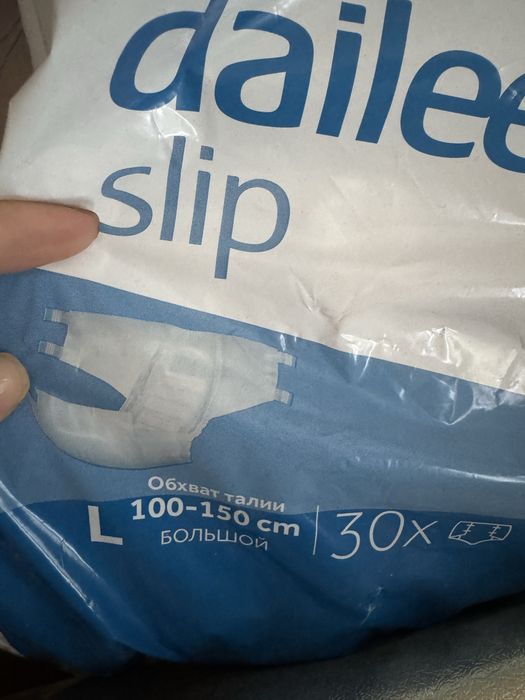 dailee
slip
Обхват талии
L 100-150 cm
БОЛЬШОЙ
30x